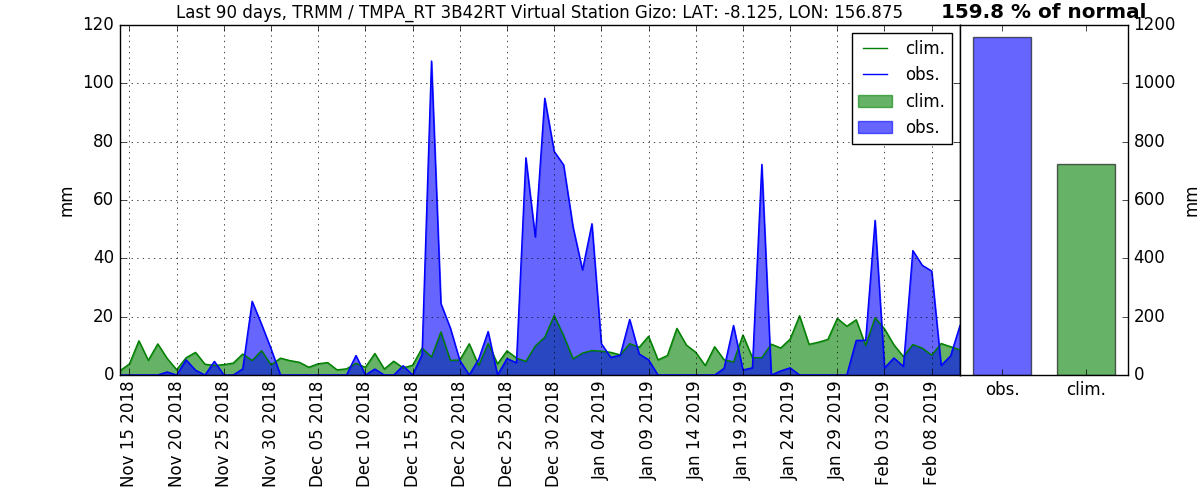 Last 90 days, TRMM / TMPA_RT 3B42RT Virtual Station Gizo: LAT: -8.125, LON: 156.875
159.8 % of normal
120
100
80
60
40
20
0
mm
clim.
obs.
clim.
obs.
1200
1000
800
600
400
200
0
mm
Nov 15 2018
Nov 20 2018
Nov 25 2018
Nov 30 2018
Dec 05 2018
Dec 10 2018
Dec 15 2018
Dec 20 2018
Dec 25 2018
Dec 30 2018
Jan 04 2019
Jan 09 2019
Jan 14 2019
Jan 19 2019
Jan 24 2019
Jan 29 2019
Feb 03 2019
Feb 08 2019
obs.
clim.